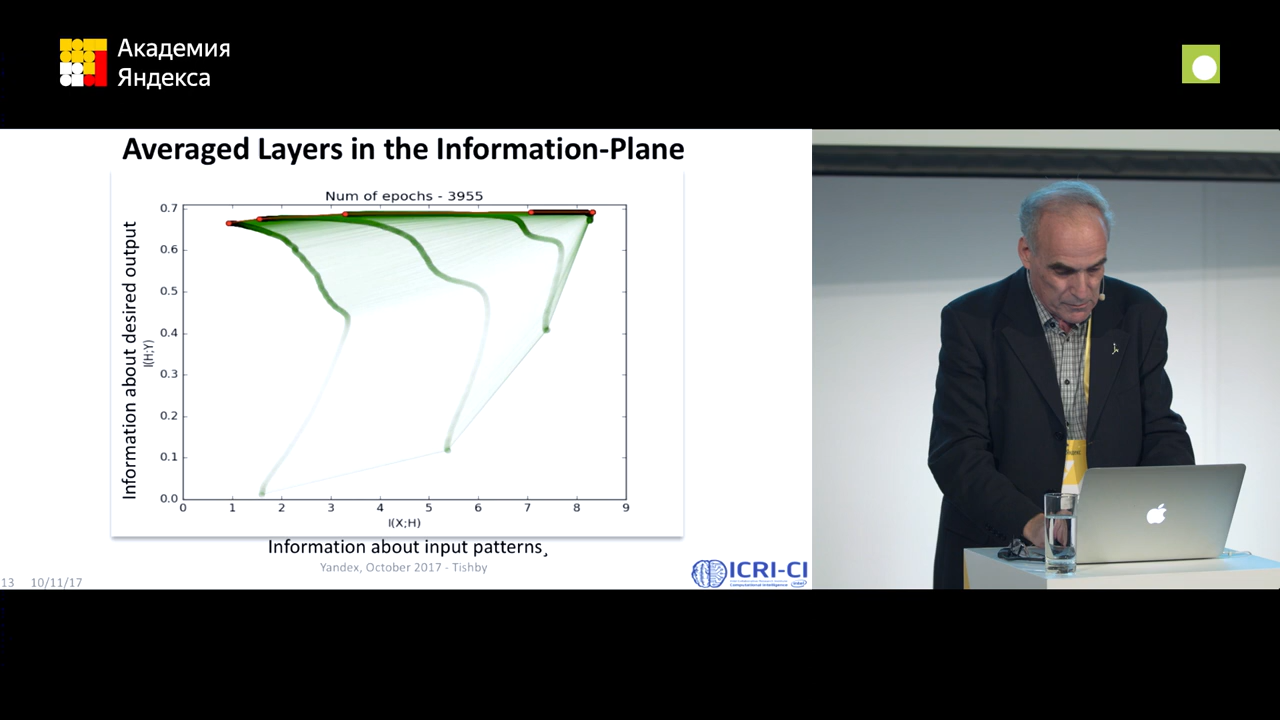 Академия
Яндекса
Averaged Layers in the Information-Plane
Num of epochs - 3955
Information about desired output
I(H;Y)
0.7
0.6
0.5
0.4
0.3
0.2
0.1
0.0
0 1 2 3 4 5 6 7 8 9
I(X;H)
Information about input patterns¸
Yandex, October 2017 - Tishby
13 10/11/17
ICRI-CI
Computational Intelligence